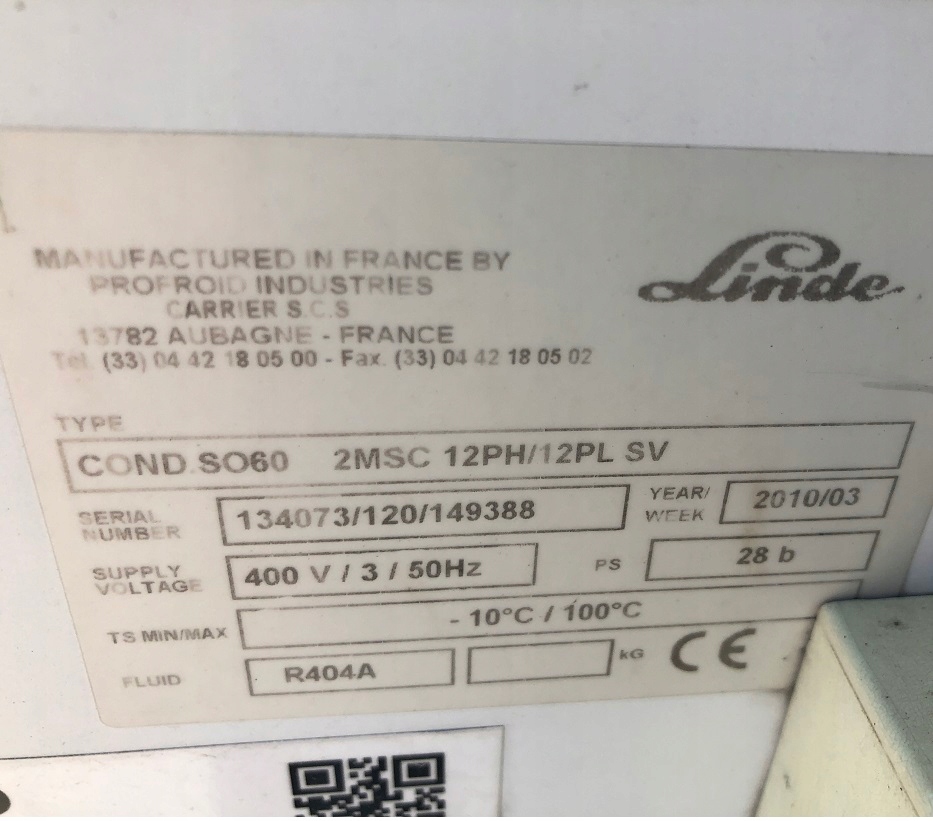 MANUFACTURED IN FRANCE BY
PROFROID INDUSTRIES
CARRIER S.C.S
13782 AUBAGNE - FRANCE
Tel. (33) 04 42 18 05 00 - Fax. (33) 04 42 18 05 02
Linde
TYPE
COND.SO60 2MSC 12PH/12PL SV
SERIAL NUMBER 134073/120/149388 YEAR/ WEEK 2010/03
SUPPLY VOLTAGE 400 V / 3 / 50Hz PS 28 b
TS MIN/MAX - 10°C / 100°C
FLUID R404A kG CE